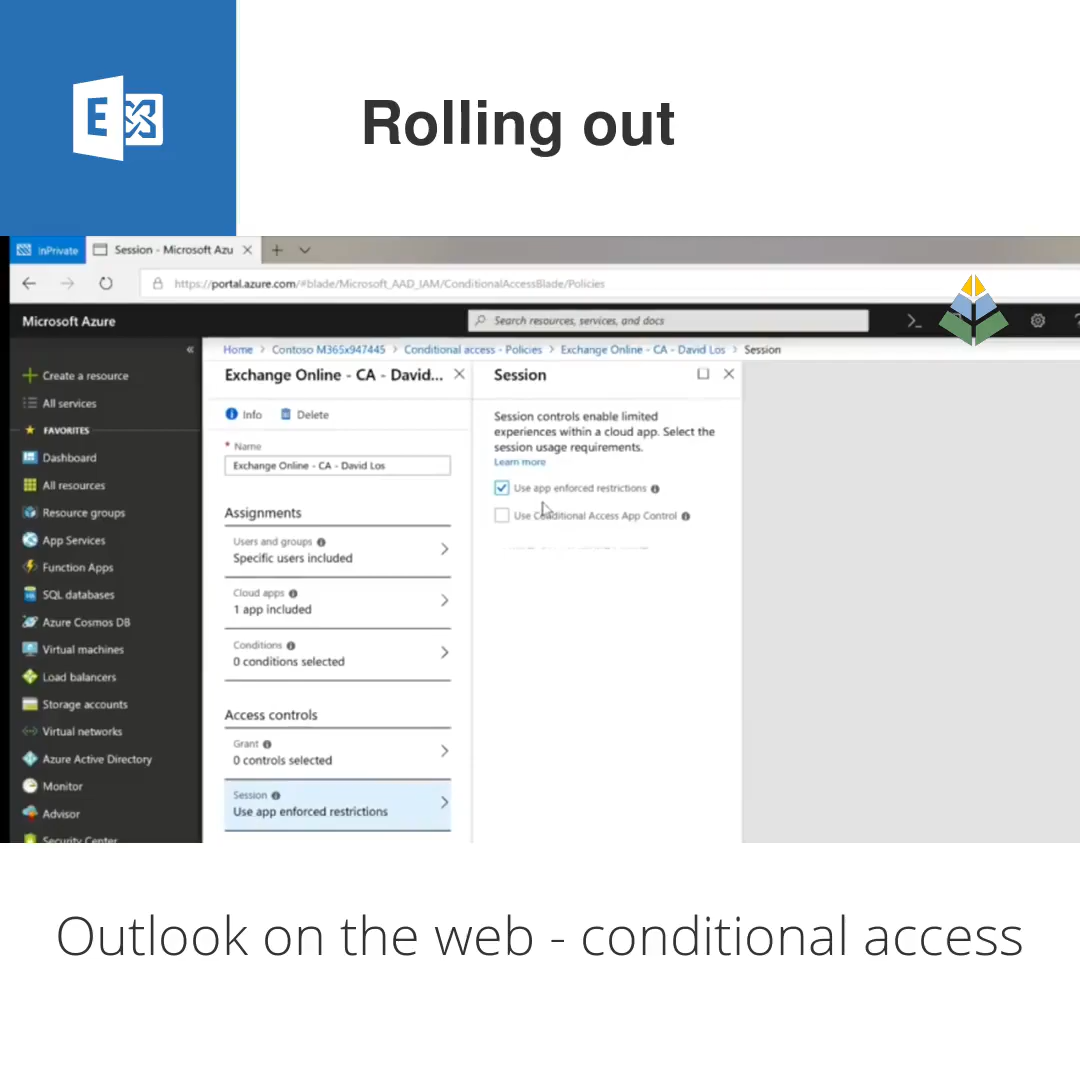 E
Rolling out
InPrivate
Session - Microsoft Azu
https://portal.azure.com/#blade/Microsoft_AAD_IAM/ConditionalAccessBlade/Policies
Microsoft Azure
Search resources, services, and docs
Home > Contoso M365x947445 > Conditional access - Policies > Exchange Online - CA - David Los > Session
Create a resource
All services
FAVORITES
Dashboard
All resources
Resource groups
App Services
Function Apps
SQL databases
Azure Cosmos DB
Virtual machines
Load balancers
Storage accounts
Virtual networks
Azure Active Directory
Monitor
Advisor
Security Center
Exchange Online - CA - David...
Info
Delete
* Name
Exchange Online - CA - David Los
Assignments
Users and groups
Specific users included
Cloud apps
1 app included
Conditions
0 conditions selected
Access controls
Grant
0 controls selected
Session
Use app enforced restrictions
Session
Session controls enable limited
experiences within a cloud app. Select the
session usage requirements.
Learn more
Use app enforced restrictions
Use Conditional Access App Control
Outlook on the web - conditional access